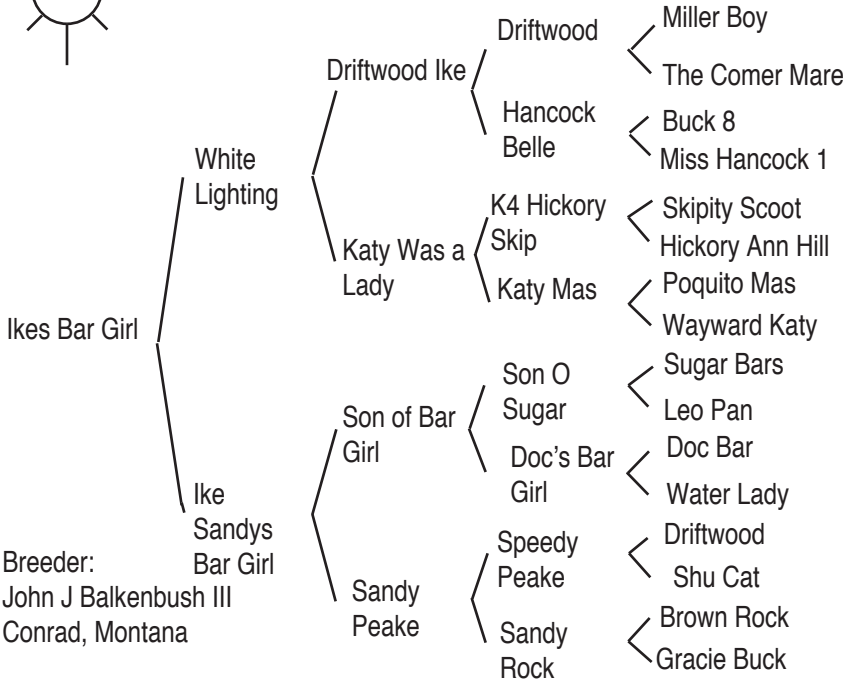 Driftwood
Miller Boy
The Comer Mare
Driftwood Ike
Hancock
Belle
Buck 8
Miss Hancock 1
White
Lighting
K4 Hickory
Skip
Skipity Scoot
Hickory Ann Hill
Katy Was a
Lady
Katy Mas
Poquito Mas
Wayward Katy
Ikes Bar Girl
Son O
Sugar
Sugar Bars
Leo Pan
Son of Bar
Girl
Doc's Bar
Girl
Doc Bar
Water Lady
Ike
Sandys
Bar Girl
Speedy
Peake
Driftwood
Shu Cat
Sandy
Peake
Sandy
Rock
Brown Rock
Gracie Buck
Breeder:
John J Balkenbush III
Conrad, Montana